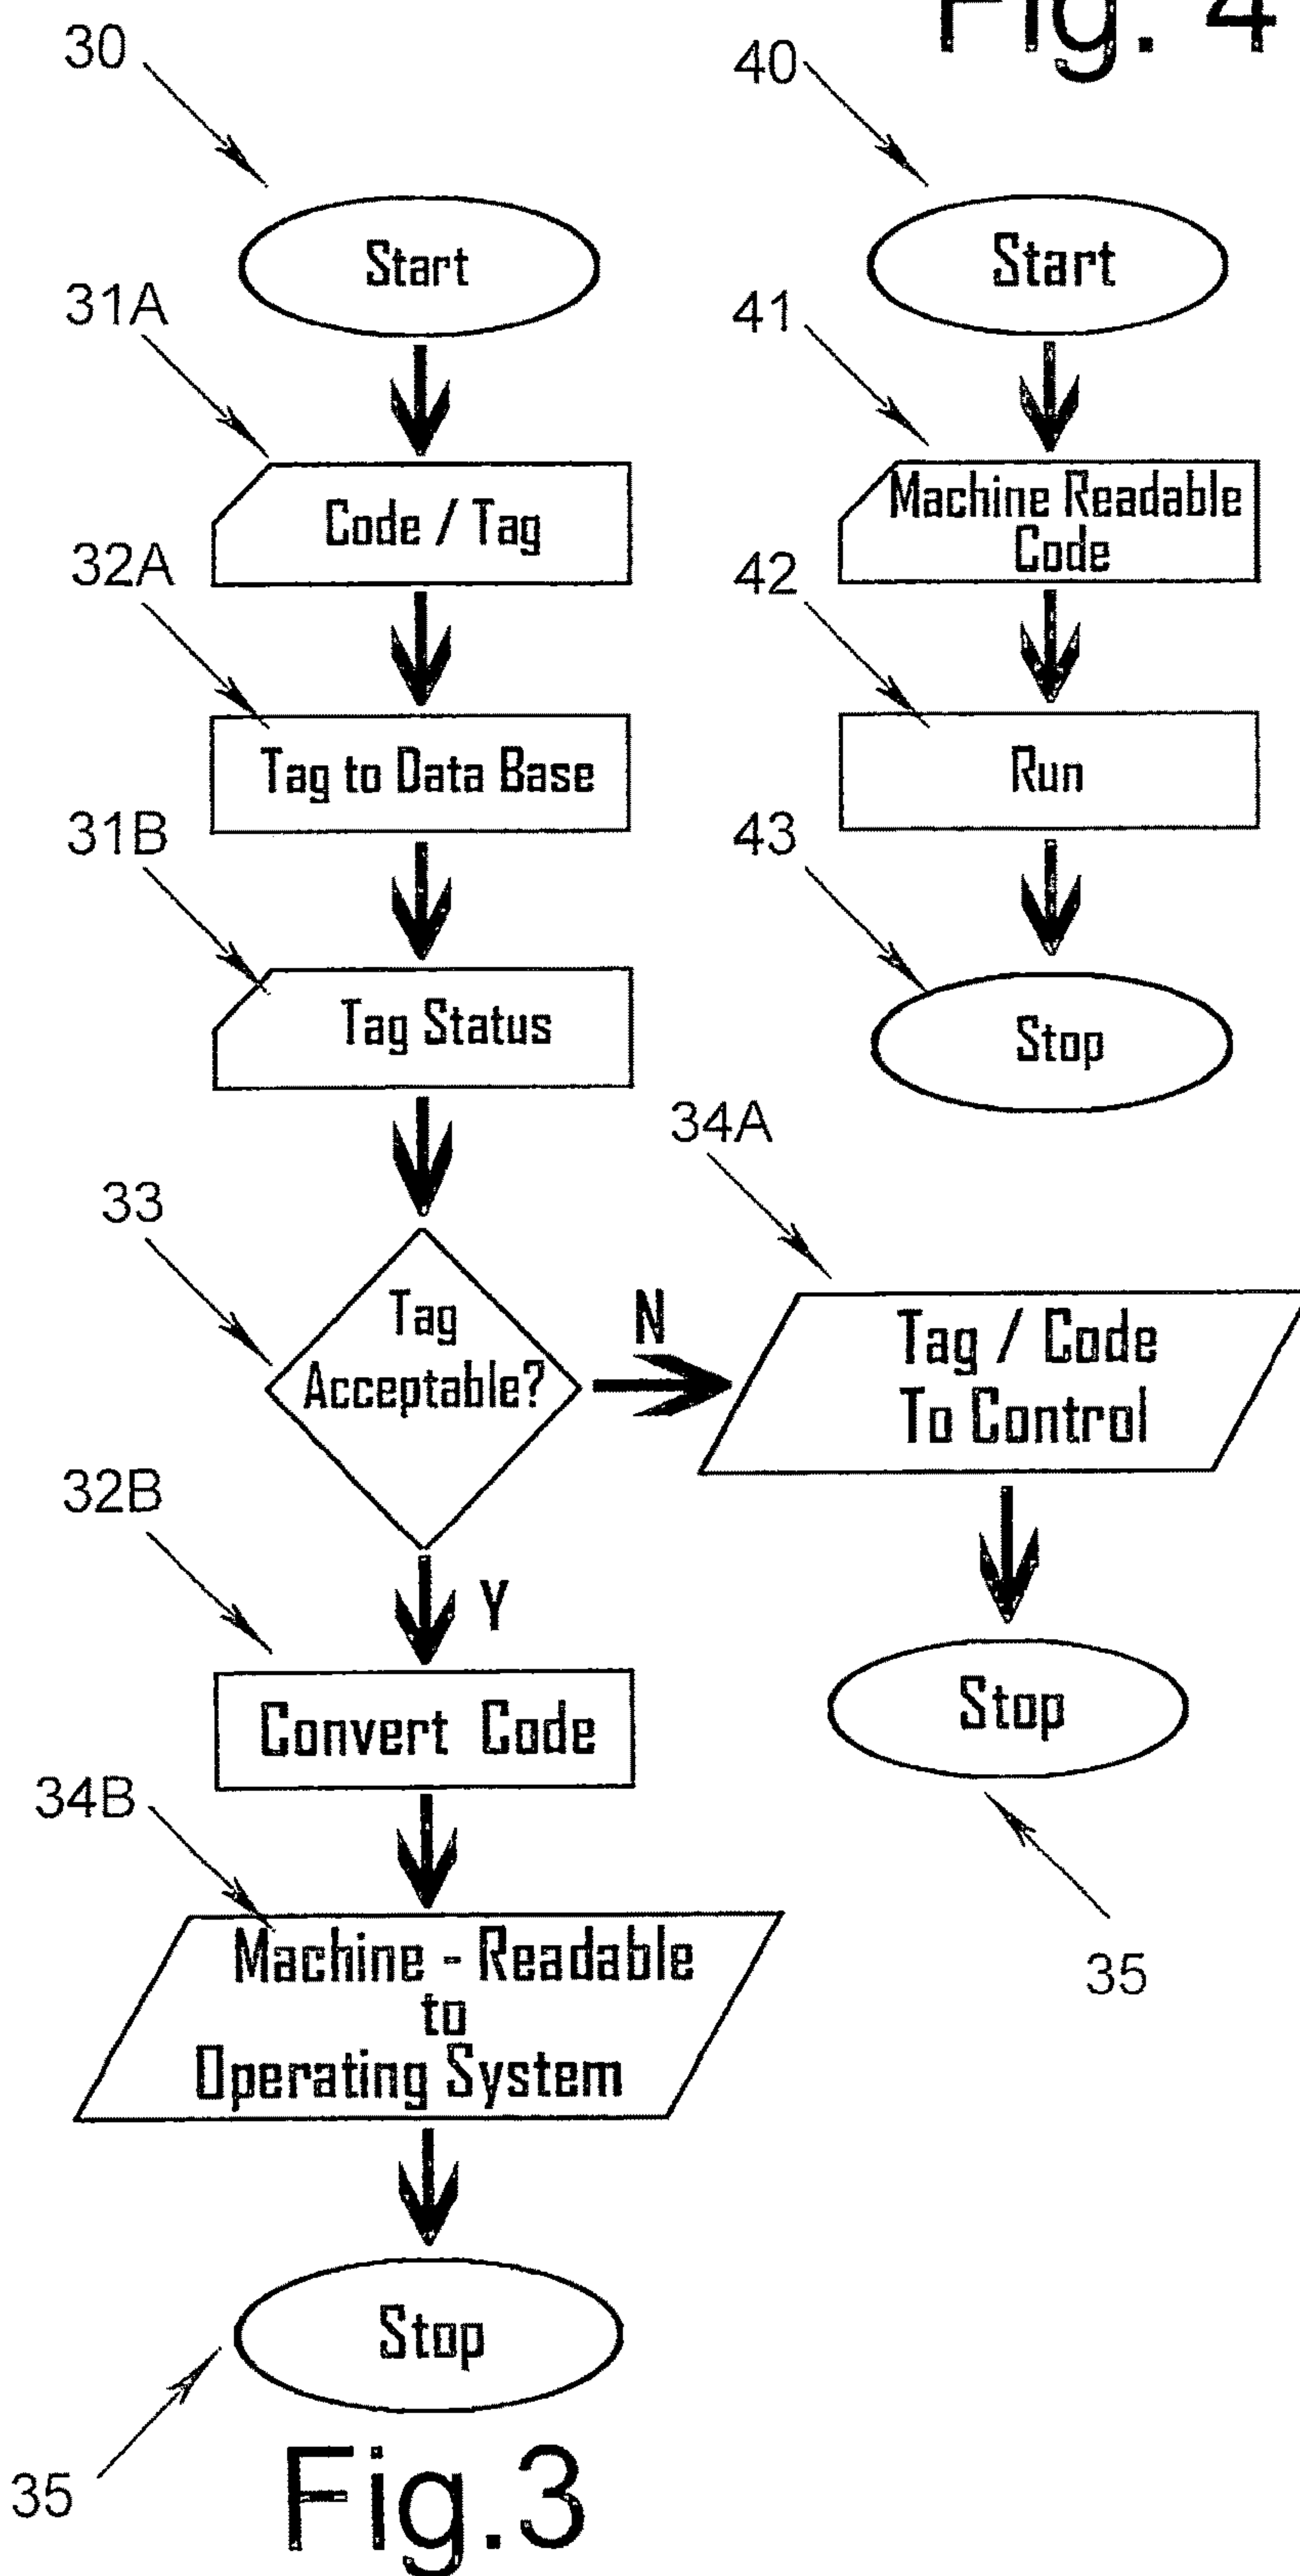 Fig. 4
30
Start
31A
Code / Tag
32A
Tag to Data Base
31B
Tag Status
33
Tag
Acceptable?
N
Y
34A
Tag / Code
To Control
Stop
35
32B
Convert Code
34B
Machine - Readable
to
Operating System
Stop
35
Fig.3
40
Start
41
Machine Readable
Code
42
Run
43
Stop